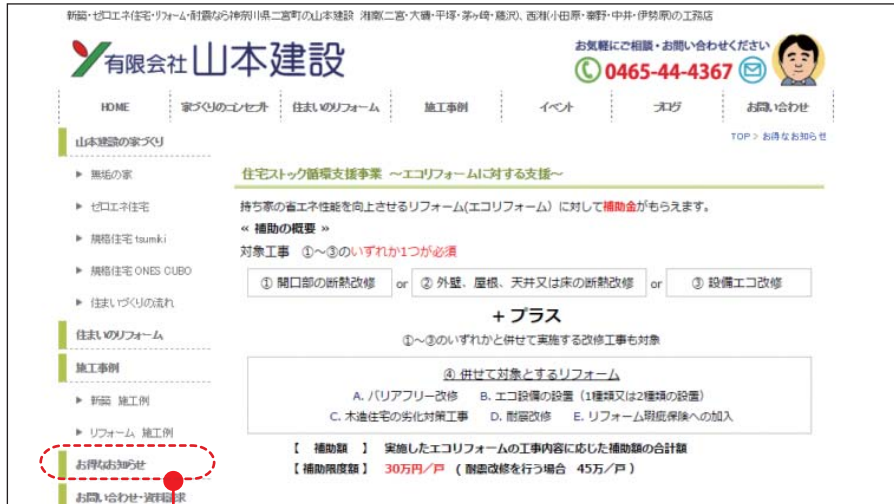 新築・ゼロエネ住宅・リフォーム・耐震なら神奈川県二宮町の山本建設 湘南(二宮・大磯・平塚・茅ヶ崎・藤沢)、西湘(小田原・秦野・中井・伊勢原)の工務店
有限会社山本建設
お気軽にご相談・お問い合わせください
0465-44-4367
HOME 家づくりのコンセプト 住まいのリフォーム 施工事例 イベント ブログ お問い合わせ
TOP > お得なお知らせ
山本建設の家づくり
▶ 無垢の家
▶ ゼロエネ住宅
▶ 規格住宅 tsumiki
▶ 規格住宅 ONES CUBO
▶ 住まいづくりの流れ
住まいのリフォーム
施工事例
▶ 新築 施工例
▶ リフォーム 施工例
お得なお知らせ
お問い合わせ・資料請求
住宅ストック循環支援事業 ～エコリフォームに対する支援～
持ち家の省エネ性能を向上させるリフォーム(エコリフォーム）に対して補助金がもらえます。
« 補助の概要 »
対象工事 ①～③のいずれか1つが必須
① 開口部の断熱改修 or ② 外壁、屋根、天井又は床の断熱改修 or ③ 設備エコ改修
+ プラス
①～③のいずれかと併せて実施する改修工事も対象
④ 併せて対象とするリフォーム
A. バリアフリー改修 B. エコ設備の設置（1種類又は2種類の設置）
C. 木造住宅の劣化対策工事 D. 耐震改修 E. リフォーム瑕疵保険への加入
【 補助額 】 実施したエコリフォームの工事内容に応じた補助額の合計額
【 補助限度額 】 30万円／戸 （ 耐震改修を行う場合 45万／戸 ）